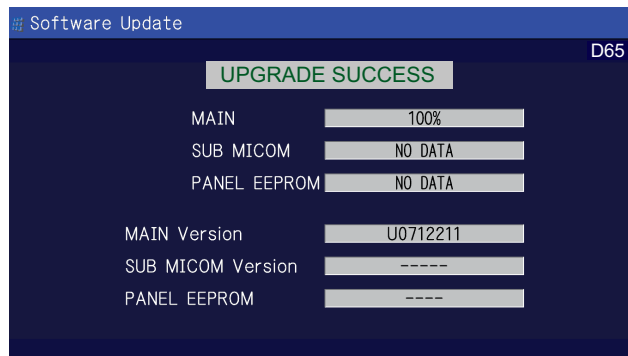 Software Update
D65
UPGRADE SUCCESS
MAIN 100%
SUB MICOM NO DATA
PANEL EEPROM NO DATA
MAIN Version U0712211
SUB MICOM Version -----
PANEL EEPROM ----